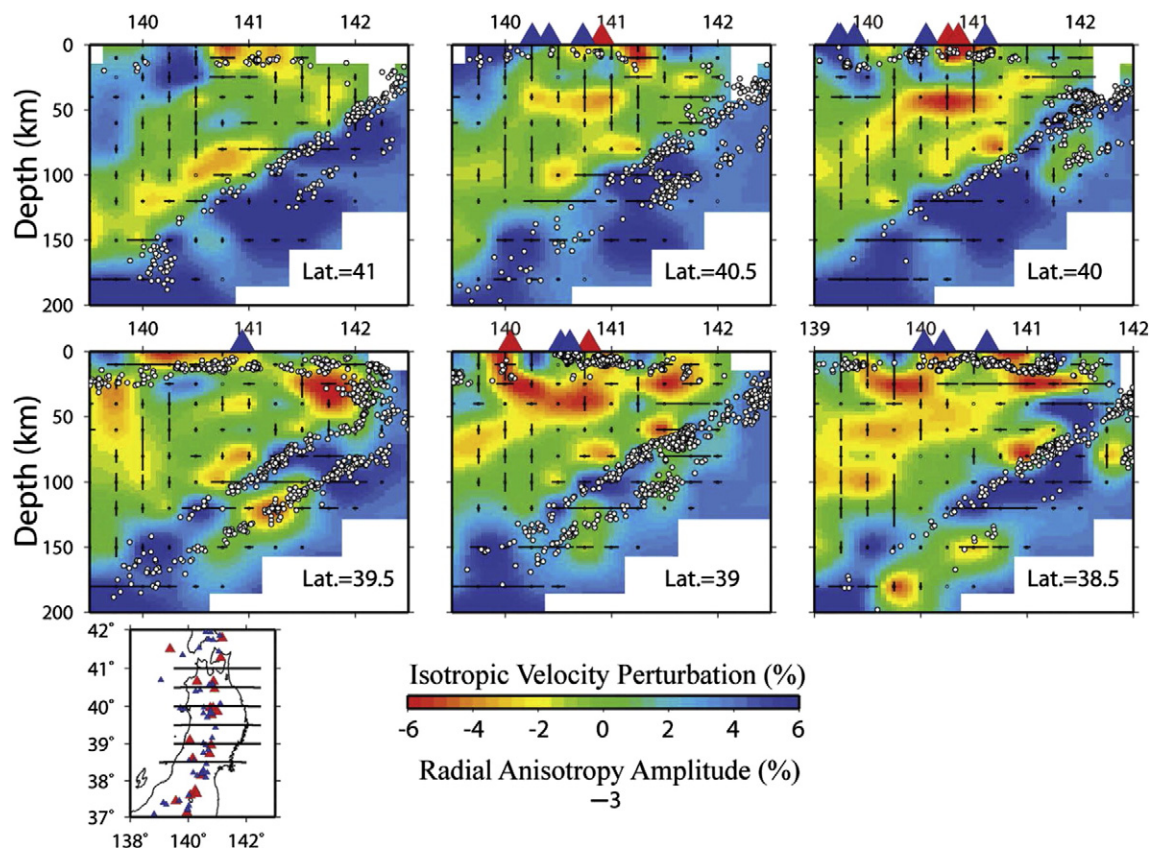 140 141 142 140 141 142 140 141 142
0
50
100
150
200
Depth (km)
Lat.=41 Lat.=40.5 Lat.=40
140 141 142 140 141 142 139 140 141 142
0
50
100
150
200
Depth (km)
Lat.=39.5 Lat.=39 Lat.=38.5
42°
41°
40°
39°
38°
37°
138° 140° 142°
Isotropic Velocity Perturbation (%)
-6 -4 -2 0 2 4 6
Radial Anisotropy Amplitude (%)
3